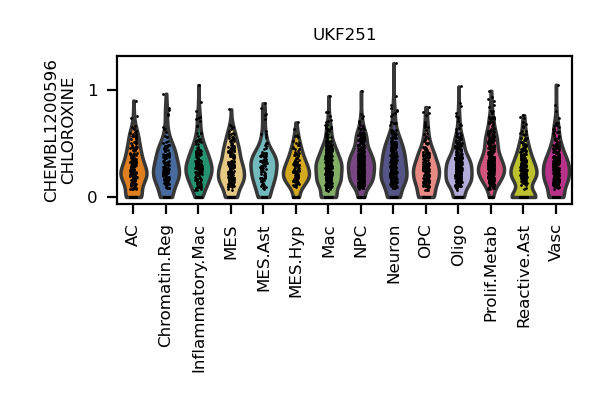 UKF251
CHEMBL1200596
CHLOROXINE
1
0
AC
Chromatin.Reg
Inflammatory.Mac
MES
MES.Ast
MES.Hyp
Mac
NPC
Neuron
OPC
Oligo
Prolif.Metab
Reactive.Ast
Vasc